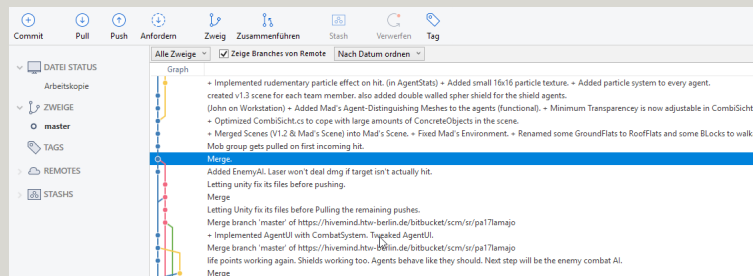 Commit Pull Push Anfordern Zweig Zusammenführen Stash Verwerfen Tag
Alle Zweige Zeige Branches von Remote Nach Datum ordnen
DATEI STATUS
Arbeitskopie
ZWEIGE
master
TAGS
REMOTES
STASHS
Graph
+ Implemented rudementary particle effect on hit. (in AgentStats) + Added small 16x16 particle texture. + Added particle system to every agent.
created v1.3 scene for each team member. also added double walled spher shield for the shield agents.
(John on Workstation) + Added Mad's Agent-Distinguishing Meshes to the agents (functional). + Minimum Transparencey is now adjustable in CombiSicht
+ Optimized CombiSicht.cs to cope with large amounts of ConcreteObjects in the scene.
+ Merged Scenes (V1.2 & Mad's Scene) into Mad's Scene. + Fixed Mad's Environment. + Renamed some GroundFlats to RoofFlats and some BLocks to walk
Mob group gets pulled on first incoming hit.
Merge.
Added EnemyAI. Laser won't deal dmg if target isn't actually hit.
Letting unity fix its files before pushing.
Merge
Letting Unity fix its files before Pulling the remaining pushes.
Merge branch 'master' of https://hivemind.htw-berlin.de/bitbucket/scm/sr/pa17lamajo
+ Implemented AgentUI with CombatSystem. Tweaked AgentUI.
Merge branch 'master' of https://hivemind.htw-berlin.de/bitbucket/scm/sr/pa17lamajo
life points working again. Shields working too. Agents behave like they should. Next step will be the enemy combat AI.
Merge